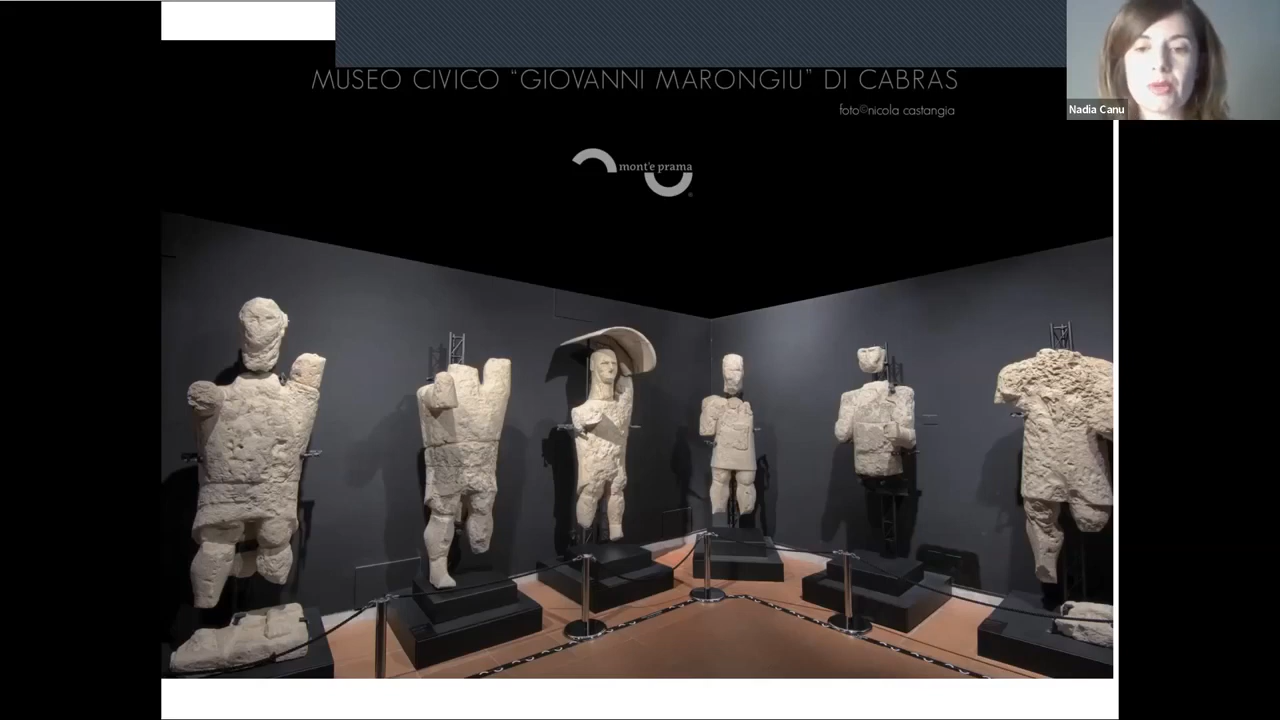 MUSEO CIVICO “GIOVANNI MARONGIU” DI CABRAS
foto©nicola castangia
mont'e prama
Nadia Canu